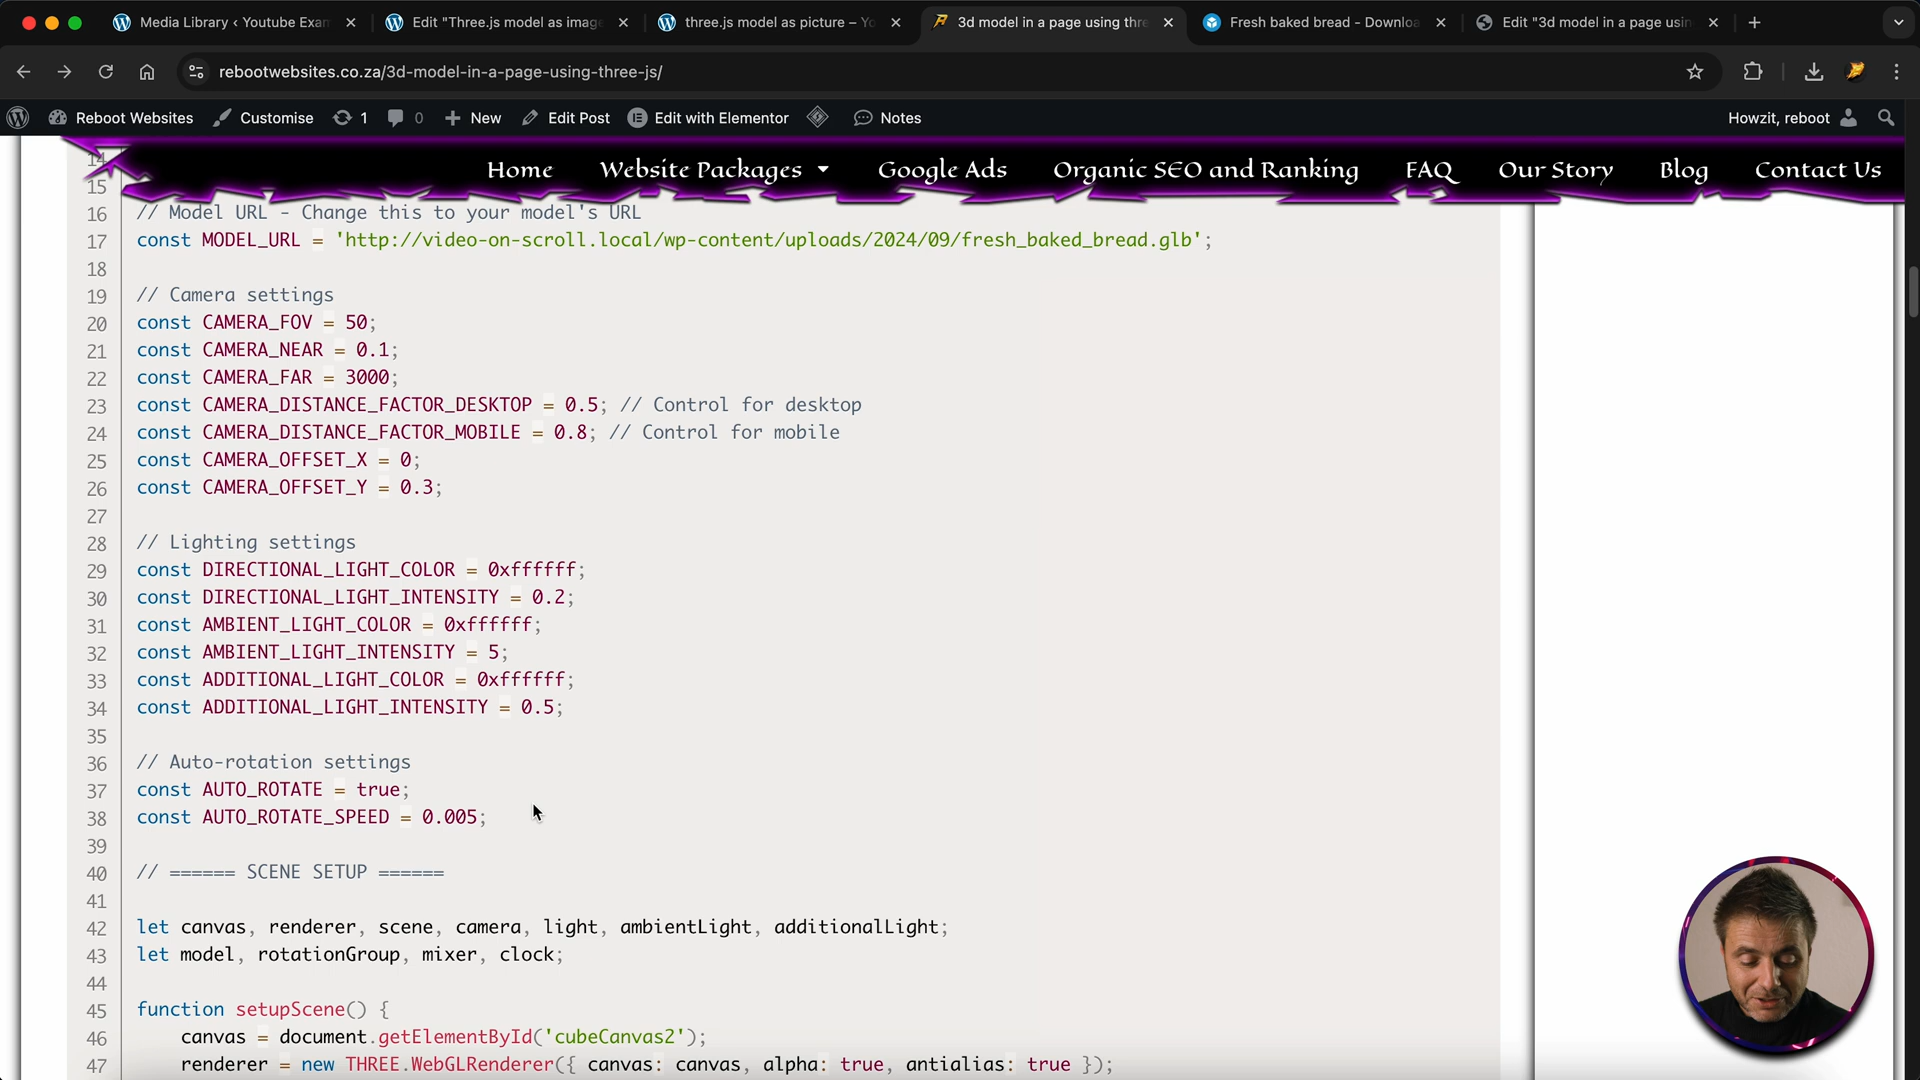 Media Library ‹ Youtube Exam
Edit "Three.js model as image
three.js model as picture – Yo
3d model in a page using thre
Fresh baked bread - Downloa
Edit "3d model in a page usin
rebootwebsites.co.za/3d-model-in-a-page-using-three-js/
Reboot Websites
Customise
1
0
New
Edit Post
Edit with Elementor
Notes
Howzit, reboot
Home
Website Packages
Google Ads
Organic SEO and Ranking
FAQ
Our Story
Blog
Contact Us
14
15
16 // Model URL - Change this to your model's URL
17 const MODEL_URL = 'http://video-on-scroll.local/wp-content/uploads/2024/09/fresh_baked_bread.glb';
18
19 // Camera settings
20 const CAMERA_FOV = 50;
21 const CAMERA_NEAR = 0.1;
22 const CAMERA_FAR = 3000;
23 const CAMERA_DISTANCE_FACTOR_DESKTOP = 0.5; // Control for desktop
24 const CAMERA_DISTANCE_FACTOR_MOBILE = 0.8; // Control for mobile
25 const CAMERA_OFFSET_X = 0;
26 const CAMERA_OFFSET_Y = 0.3;
27
28 // Lighting settings
29 const DIRECTIONAL_LIGHT_COLOR = 0xffffff;
30 const DIRECTIONAL_LIGHT_INTENSITY = 0.2;
31 const AMBIENT_LIGHT_COLOR = 0xffffff;
32 const AMBIENT_LIGHT_INTENSITY = 5;
33 const ADDITIONAL_LIGHT_COLOR = 0xffffff;
34 const ADDITIONAL_LIGHT_INTENSITY = 0.5;
35
36 // Auto-rotation settings
37 const AUTO_ROTATE = true;
38 const AUTO_ROTATE_SPEED = 0.005;
39
40 // ====== SCENE SETUP ======
41
42 let canvas, renderer, scene, camera, light, ambientLight, additionalLight;
43 let model, rotationGroup, mixer, clock;
44
45 function setupScene() {
46 canvas = document.getElementById('cubeCanvas2');
47 renderer = new THREE.WebGLRenderer({ canvas: canvas, alpha: true, antialias: true });